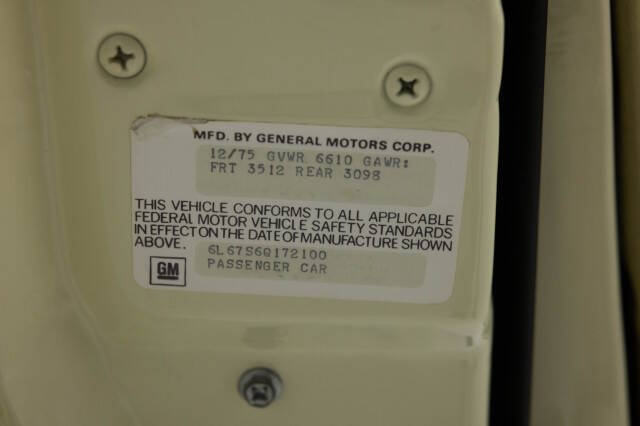 MFD. BY GENERAL MOTORS CORP.
12/75 GVWR 6610 GAWR:
FRT 3512 REAR 3098
THIS VEHICLE CONFORMS TO ALL APPLICABLE
FEDERAL MOTOR VEHICLE SAFETY STANDARDS
IN EFFECT ON THE DATE OF MANUFACTURE SHOWN
ABOVE.
6L67S6Q172100
PASSENGER CAR
GM